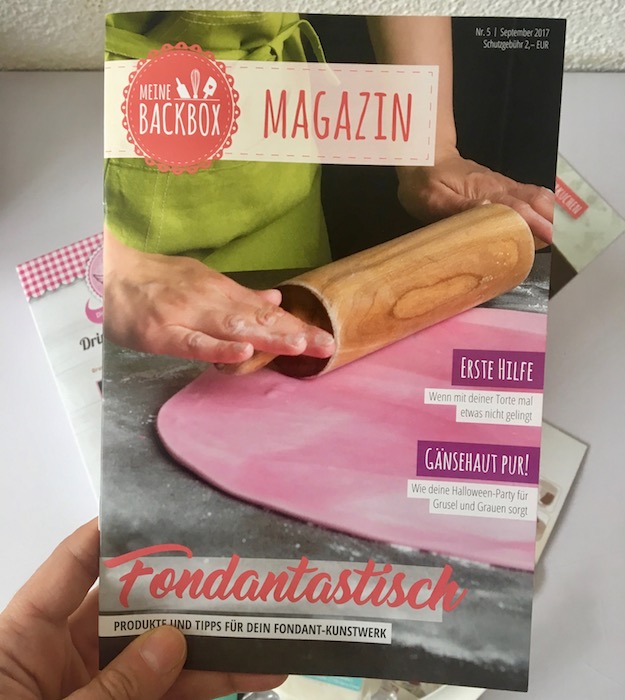 Nr. 5 | September 2017
Schutzgebühr 2,– EUR
MEINE
BACKBOX
MAGAZIN
ERSTE HILFE
Wenn mit deiner Torte mal
etwas nicht gelingt
GÄNSEHAUT PUR!
Wie deine Halloween-Party für
Grusel und Grauen sorgt
Fondantastisch
PRODUKTE UND TIPPS FÜR DEIN FONDANT-KUNSTWERK